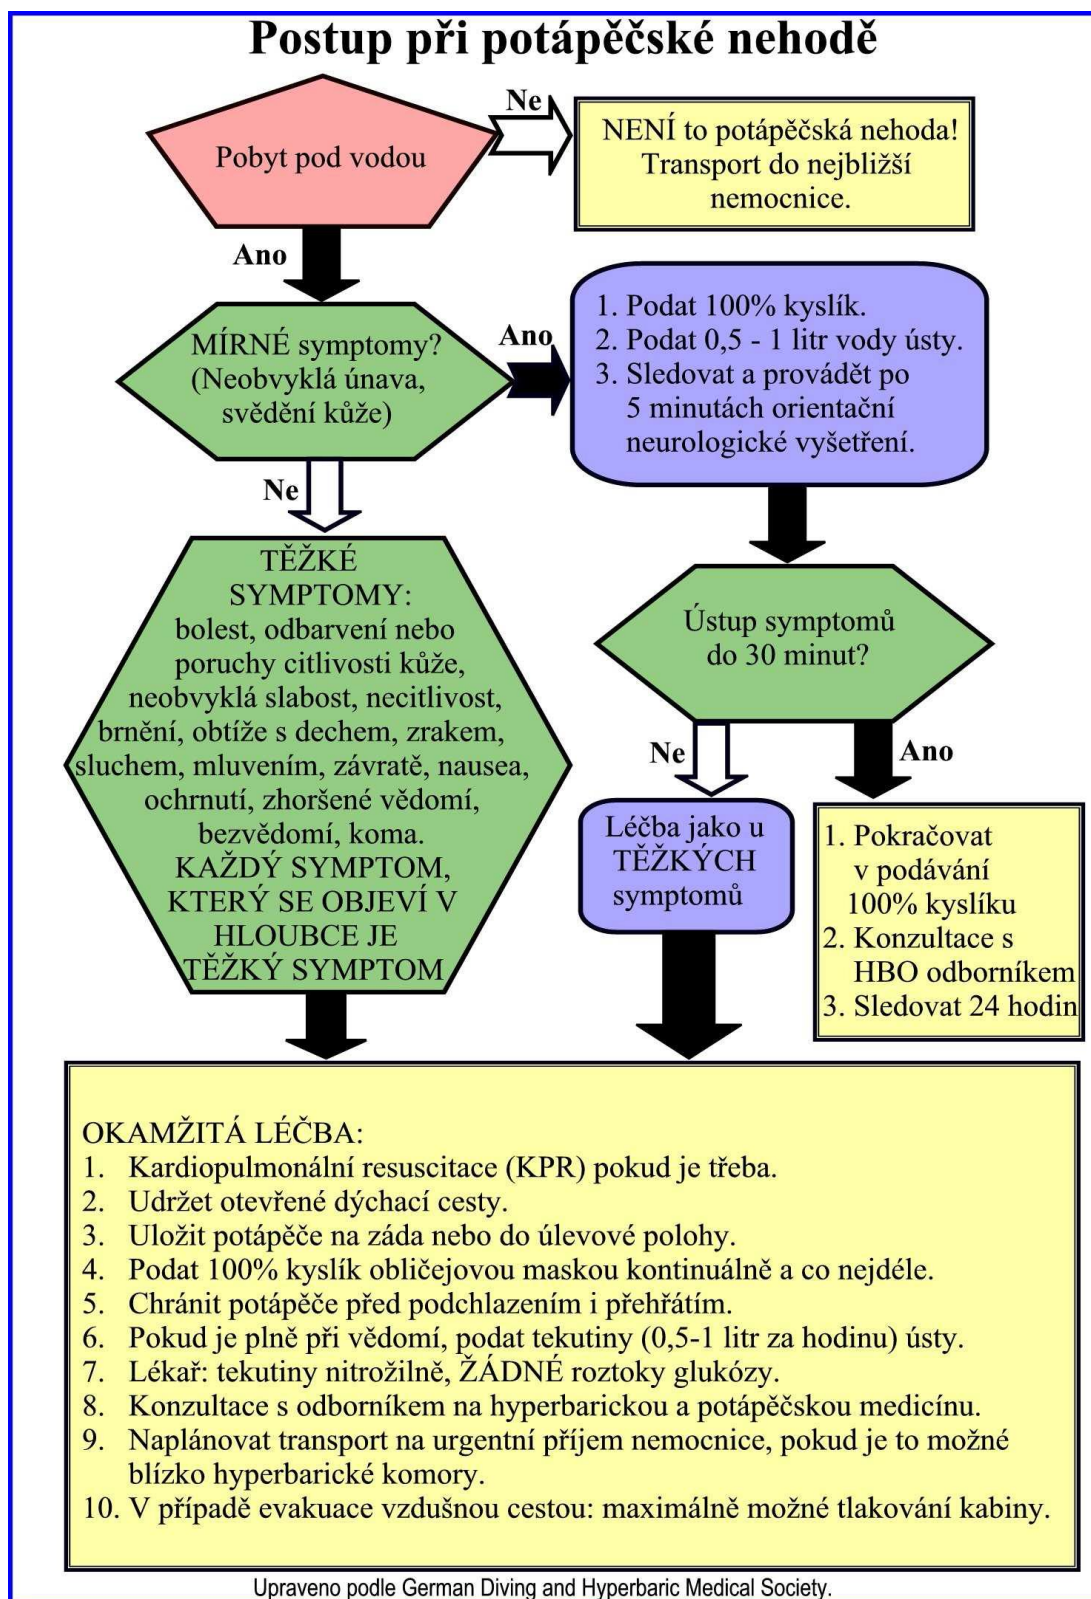 Postup při potápěčské nehodě
Pobyt pod vodou
Ne
NENÍ to potápěčská nehoda!
Transport do nejbližší
nemocnice.
Ano
MÍRNÉ symptomy?
(Neobvyklá únava,
svědění kůže)
Ano
1. Podat 100% kyslík.
2. Podat 0,5 - 1 litr vody ústy.
3. Sledovat a provádět po
5 minutách orientační
neurologické vyšetření.
Ne
TĚŽKÉ
SYMPTOMY:
bolest, odbarvení nebo
poruchy citlivosti kůže,
neobvyklá slabost, necitlivost,
brnění, obtíže s dechem, zrakem,
sluchem, mluvením, závratě, nausea,
ochrnutí, zhoršené vědomí,
bezvědomí, koma.
KAŽDÝ SYMPTOM,
KTERÝ SE OBJEVÍ V
HLOUBCE JE
TĚŽKÝ SYMPTOM
Ústup symptomů
do 30 minut?
Ne
Ano
Léčba jako u
TĚŽKÝCH
symptomů
1. Pokračovat
v podávání
100% kyslíku
2. Konzultace s
HBO odborníkem
3. Sledovat 24 hodin
OKAMŽITÁ LÉČBA:
1. Kardiopulmonální resuscitace (KPR) pokud je třeba.
2. Udržet otevřené dýchací cesty.
3. Uložit potápěče na záda nebo do úlevové polohy.
4. Podat 100% kyslík obličejovou maskou kontinuálně a co nejdéle.
5. Chránit potápěče před podchlazením i přehřátím.
6. Pokud je plně při vědomí, podat tekutiny (0,5-1 litr za hodinu) ústy.
7. Lékař: tekutiny nitrožilně, ŽÁDNÉ roztoky glukózy.
8. Konzultace s odborníkem na hyperbarickou a potápěčskou medicínu.
9. Naplánovat transport na urgentní příjem nemocnice, pokud je to možné
blízko hyperbarické komory.
10. V případě evakuace vzdušnou cestou: maximálně možné tlakování kabiny.
Upraveno podle German Diving and Hyperbaric Medical Society.